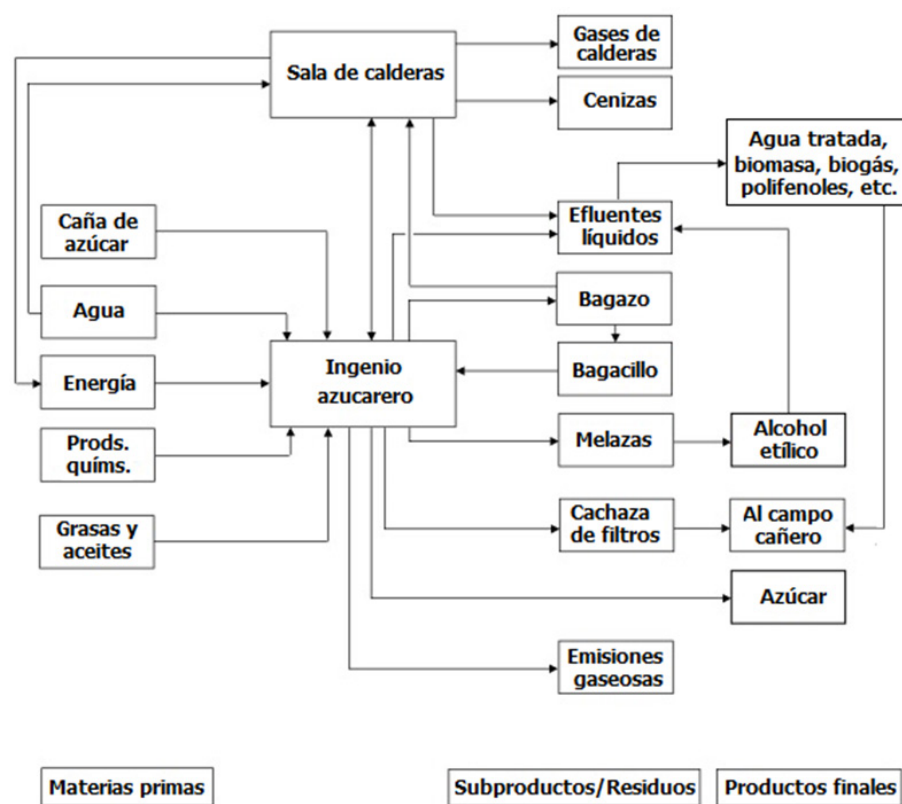 Gases de
calderas
Sala de calderas
Cenizas
Agua tratada,
biomasa, biogás,
polifenoles, etc.
Caña de
azúcar
Efluentes
líquidos
Agua
Bagazo
Ingenio
azucarero
Bagacillo
Energía
Prods.
químs.
Melazas
Alcohol
etílico
Grasas y
aceites
Cachaza
de filtros
Al campo
cañero
Azúcar
Emisiones
gaseosas
Materias primas
Subproductos/Residuos
Productos finales